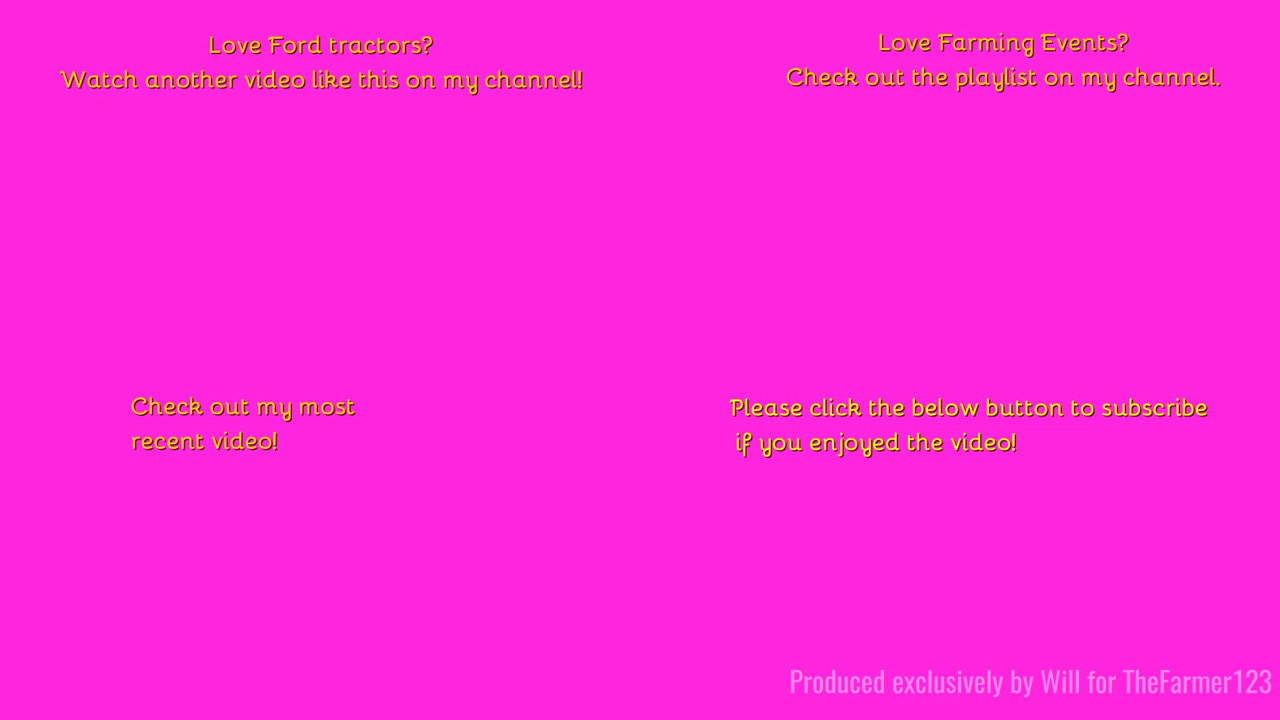 Love Ford tractors?
Watch another video like this on my channel!
Love Farming Events?
Check out the playlist on my channel.
Check out my most
recent video!
Please click the below button to subscribe
if you enjoyed the video!
Produced exclusively by Will for TheFarmer123